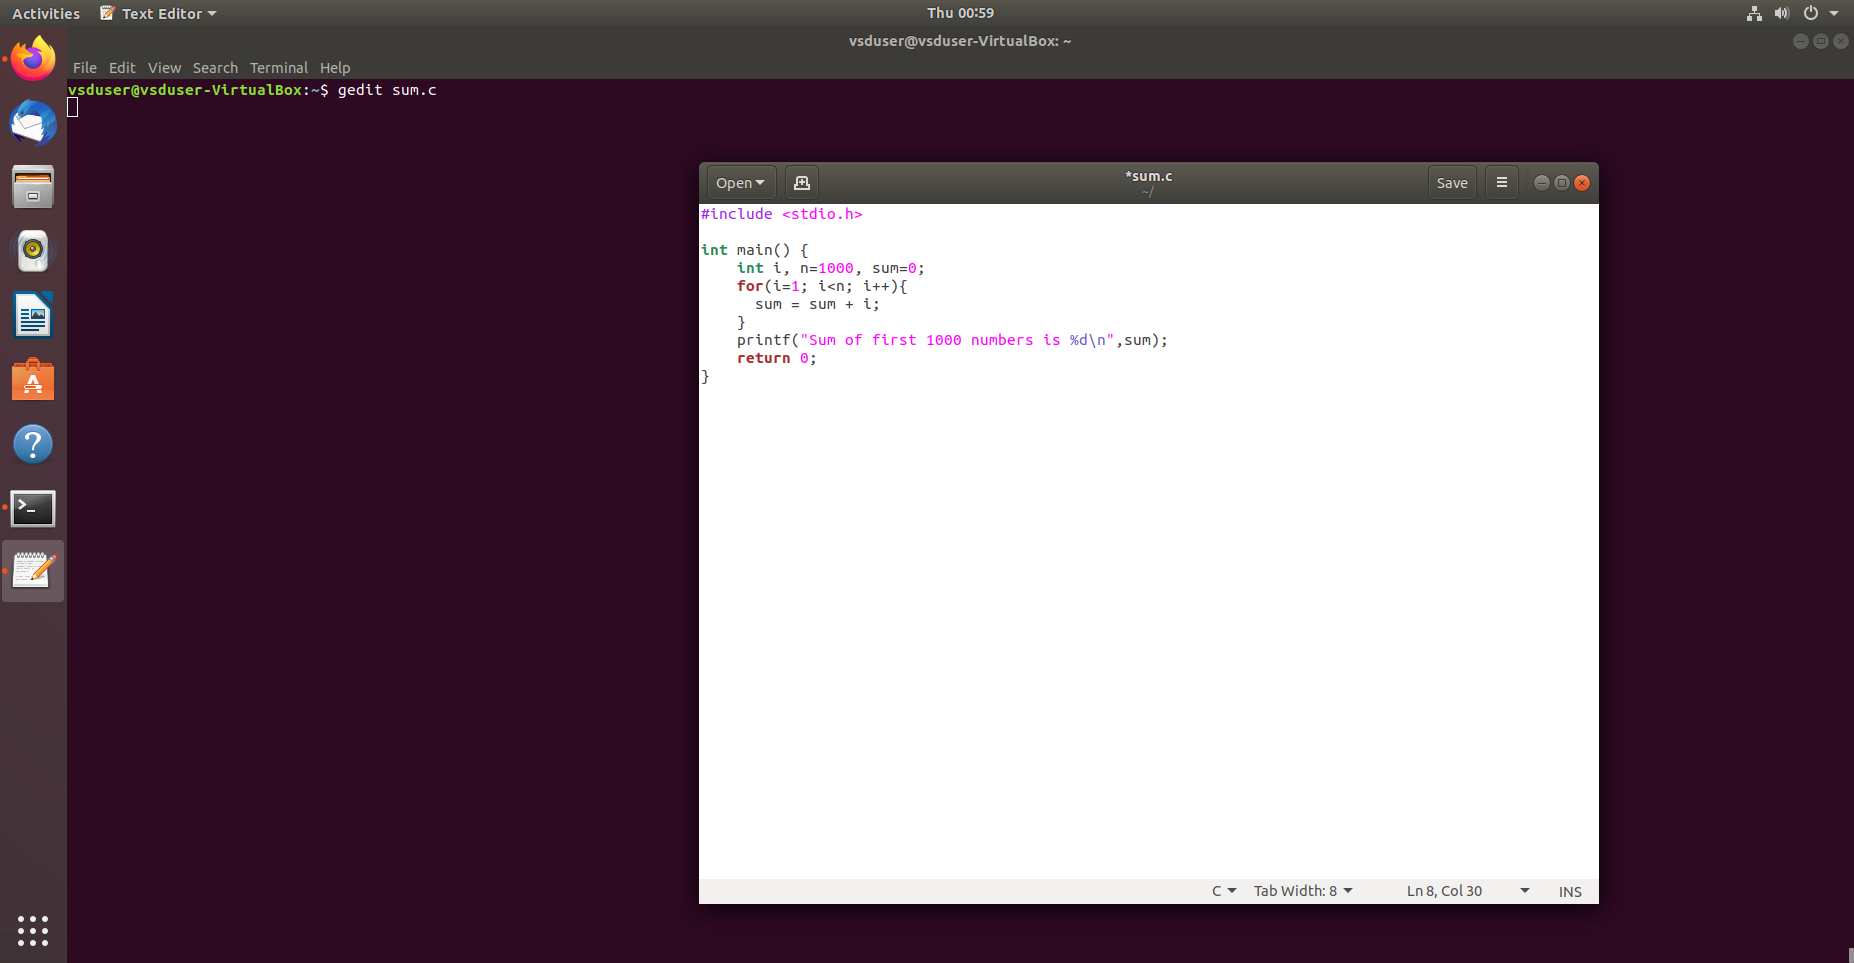 Activities Text Editor Thu 00:59
vsduser@vsduser-VirtualBox: ~
File Edit View Search Terminal Help
vsduser@vsduser-VirtualBox:~$ gedit sum.c
Open *sum.c Save
~/
#include <stdio.h>
int main() {
    int i, n=1000, sum=0;
    for(i=1; i<n; i++){
      sum = sum + i;
    }
    printf("Sum of first 1000 numbers is %d\n",sum);
    return 0;
}
C Tab Width: 8 Ln 8, Col 30 INS